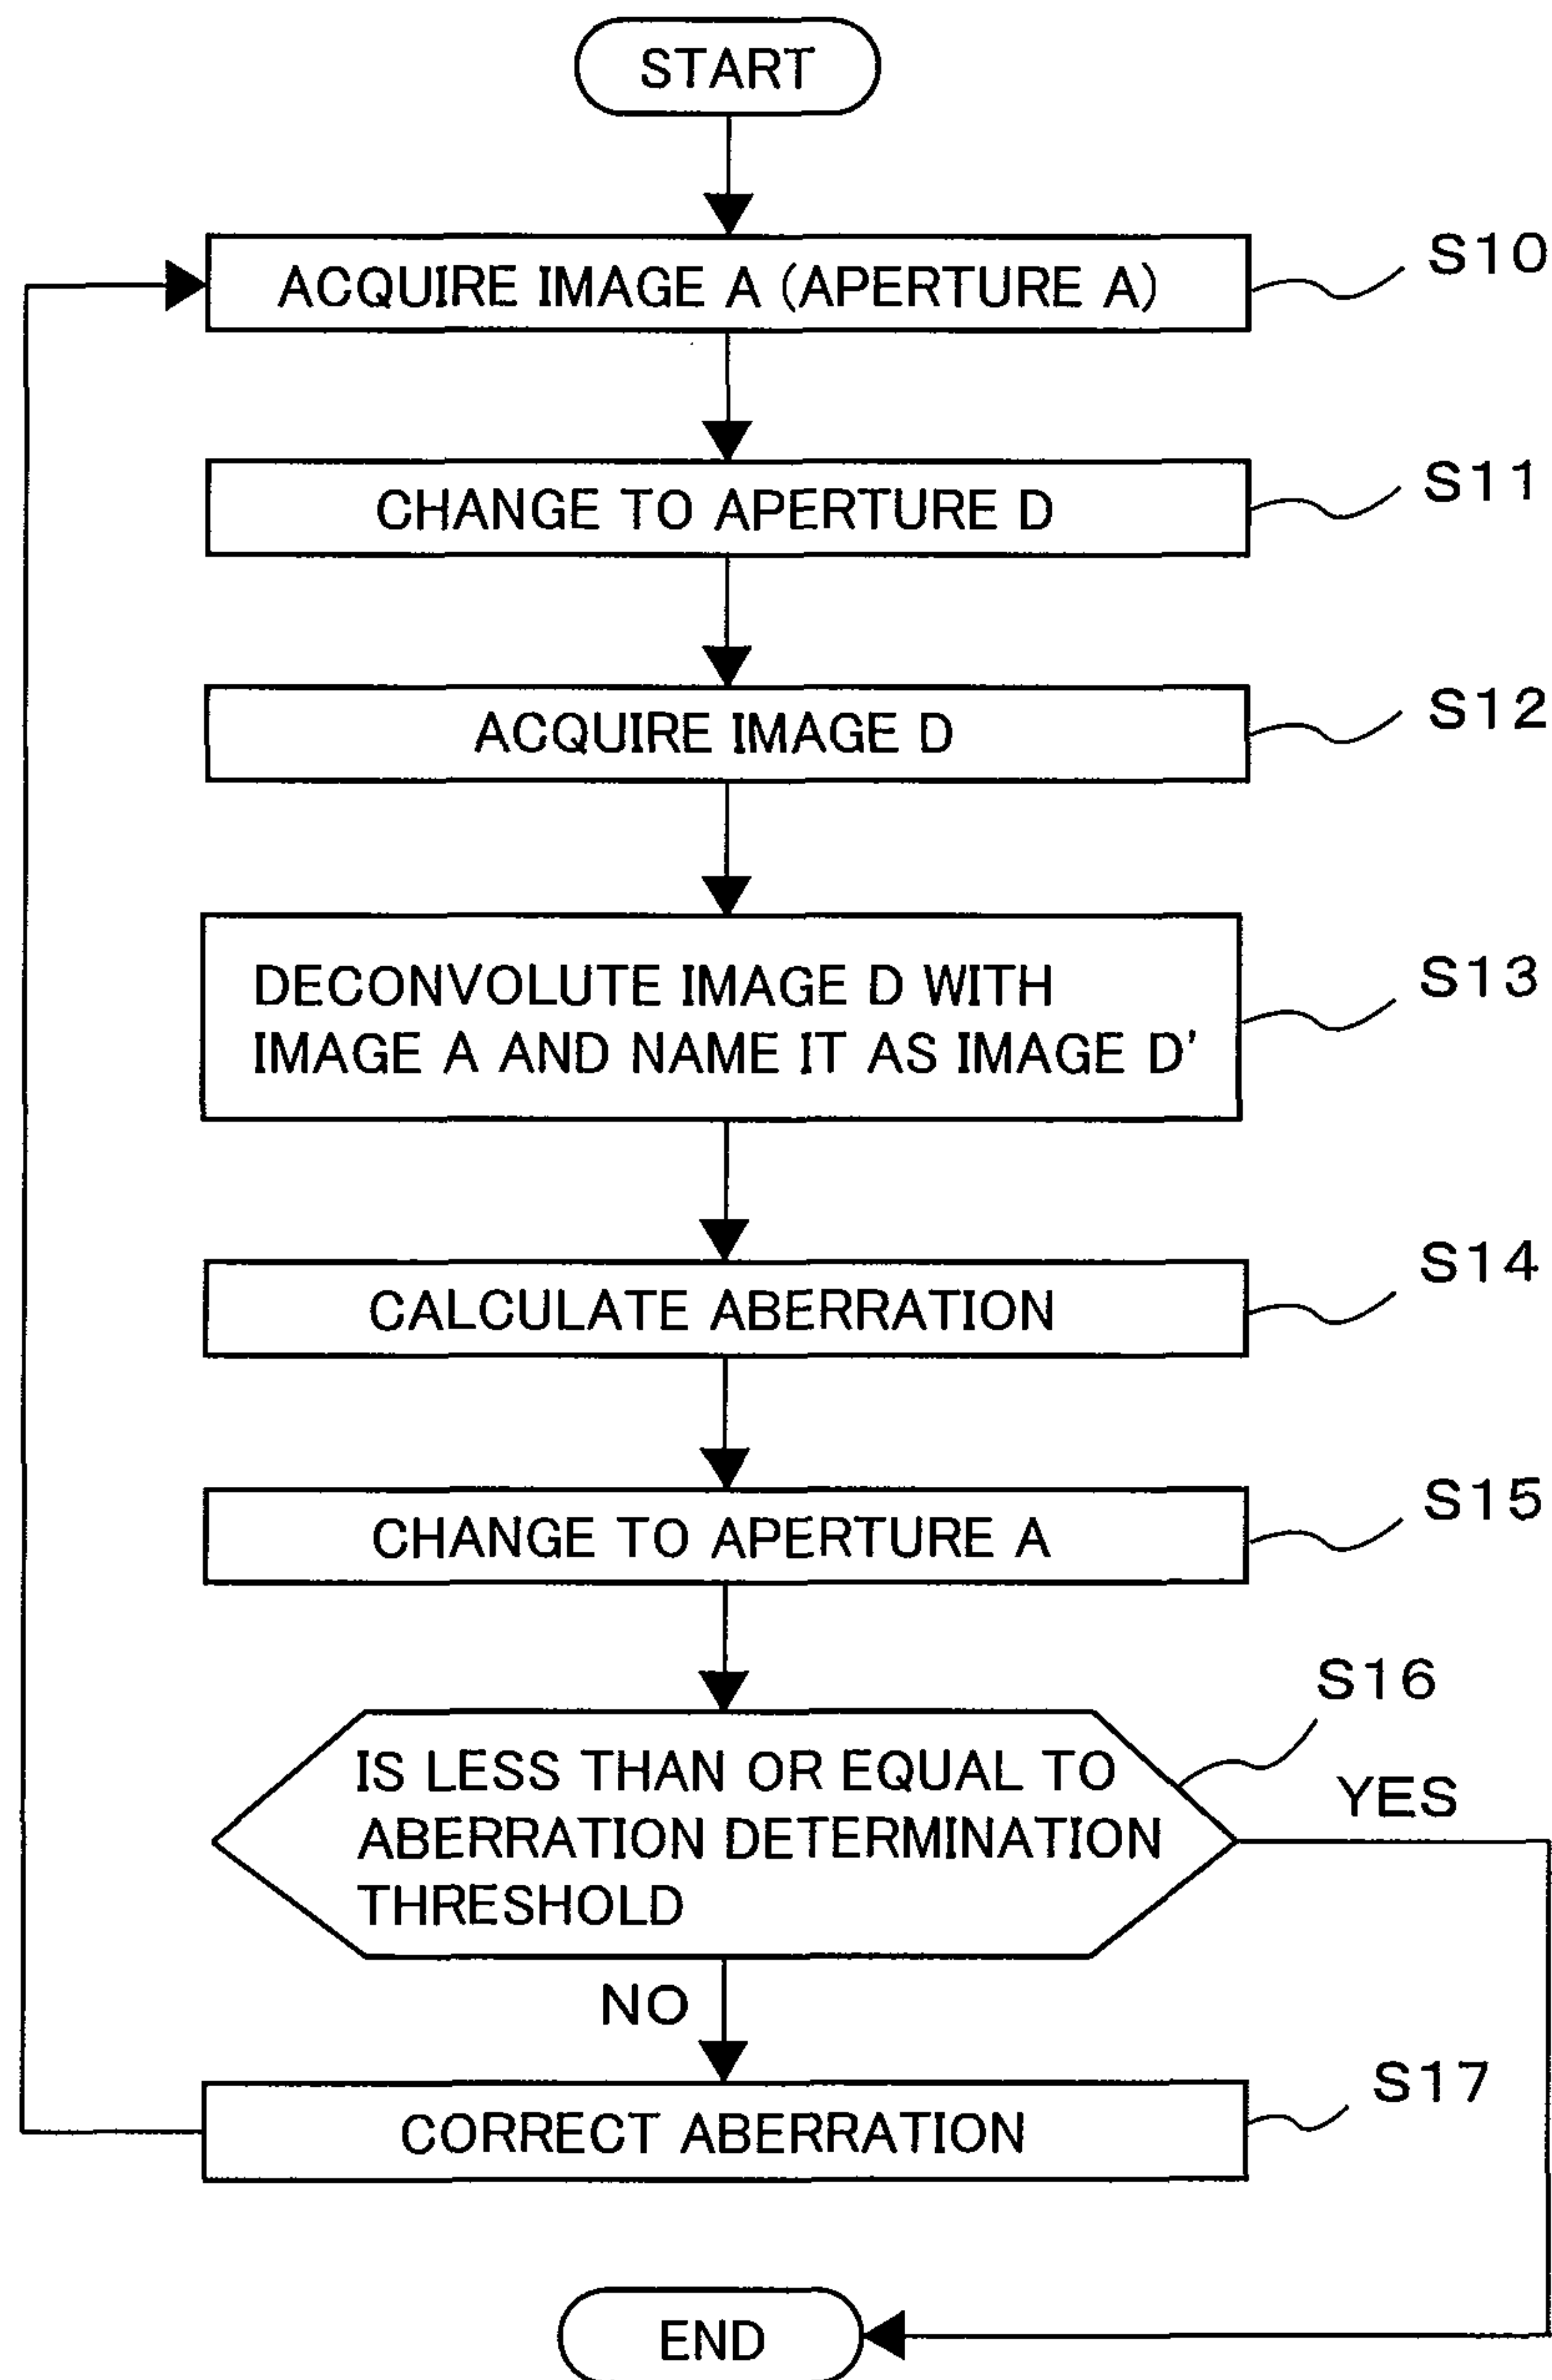 START
ACQUIRE IMAGE A (APERTURE A)
S10
CHANGE TO APERTURE D
S11
ACQUIRE IMAGE D
S12
DECONVOLUTE IMAGE D WITH
IMAGE A AND NAME IT AS IMAGE D'
S13
CALCULATE ABERRATION
S14
CHANGE TO APERTURE A
S15
S16
IS LESS THAN OR EQUAL TO
ABERRATION DETERMINATION
THRESHOLD
YES
NO
CORRECT ABERRATION
S17
END